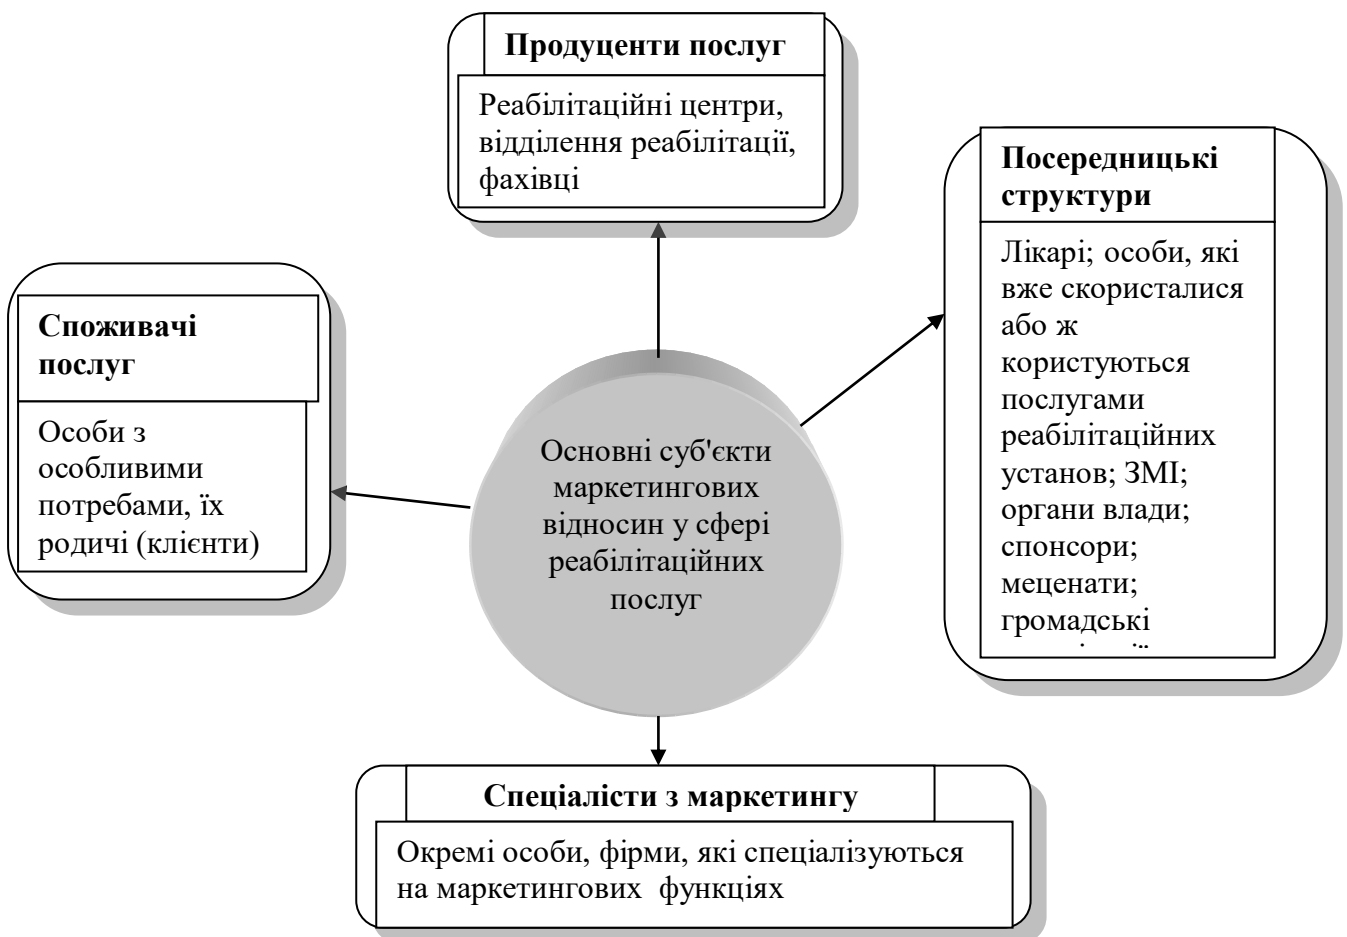 Продуценти послуг
Реабілітаційні центри,
відділення реабілітації,
фахівці
Посередницькі
структури
Лікарі; особи, які
вже скористалися
або ж
користуються
послугами
реабілітаційних
установ; ЗМІ;
органи влади;
спонсори;
меценати;
громадські
Споживачі
послуг
Особи з
особливими
потребами, їх
родичі (клієнти)
Основні суб'єкти
маркетингових
відносин у сфері
реабілітаційних
послуг
Спеціалісти з маркетингу
Окремі особи, фірми, які спеціалізуються
на маркетингових функціях